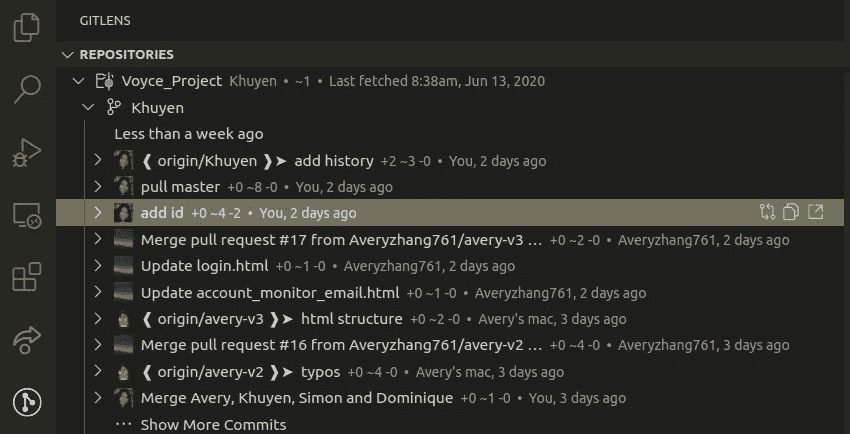 GITLENS
REPOSITORIES
Voyce_Project Khuyen • ~1 • Last fetched 8:38am, Jun 13, 2020
Khuyen
Less than a week ago
❰ origin/Khuyen ❱➤ add history +2 ~3 -0 • You, 2 days ago
pull master +0 ~8 -0 • You, 2 days ago
add id +0 ~4 -2 • You, 2 days ago
Merge pull request #17 from Averyzhang761/avery-v3 ... +0 ~2 -0 • Averyzhang761, 2 days ago
Update login.html +0 ~1 -0 • Averyzhang761, 2 days ago
Update account_monitor_email.html +0 ~1 -0 • Averyzhang761, 2 days ago
❰ origin/avery-v3 ❱➤ html structure +0 ~2 -0 • Avery's mac, 3 days ago
Merge pull request #16 from Averyzhang761/avery-v2 ... +0 ~4 -0 • Averyzhang761, 3 days ago
❰ origin/avery-v2 ❱➤ typos +0 ~4 -0 • Avery's mac, 3 days ago
Merge Avery, Khuyen, Simon and Dominique +0 ~1 -0 • You, 3 days ago
··· Show More Commits